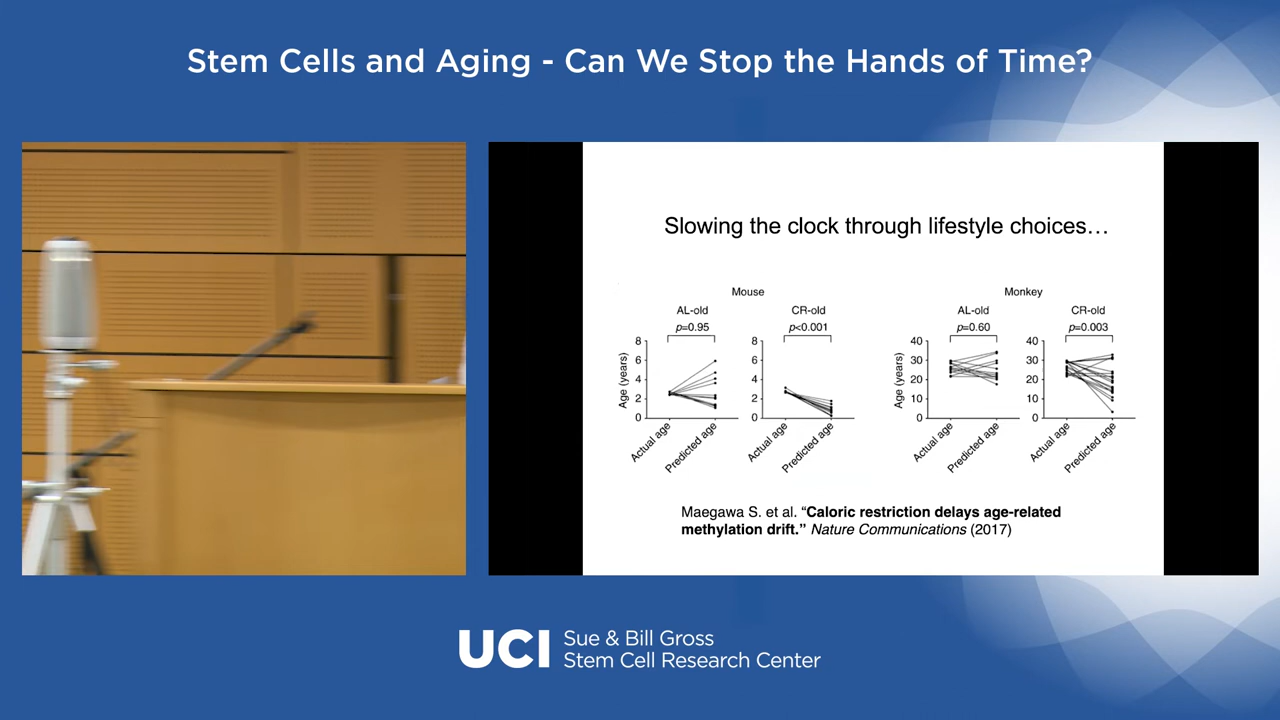 Stem Cells and Aging - Can We Stop the Hands of Time?
Slowing the clock through lifestyle choices…
Mouse
Monkey
AL-old
CR-old
AL-old
CR-old
p=0.95
p<0.001
p=0.60
p=0.003
Age (years)
8
6
4
2
0
8
6
4
2
0
Age (years)
40
30
20
10
0
40
30
20
10
0
Actual age
Predicted age
Actual age
Predicted age
Actual age
Predicted age
Actual age
Predicted age
Maegawa S. et al. “Caloric restriction delays age-related
methylation drift.” Nature Communications (2017)
UCI
Sue & Bill Gross
Stem Cell Research Center